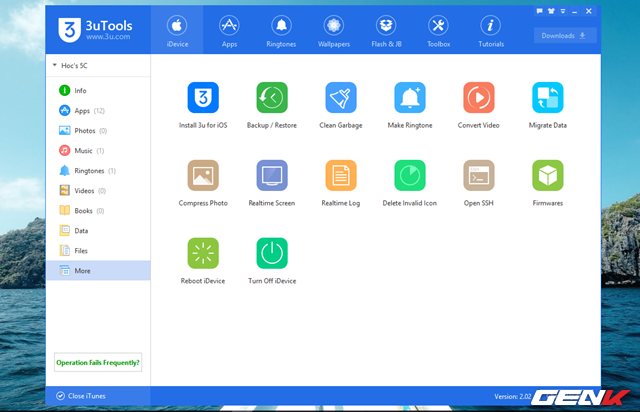 3 3uTools
www.3u.com
iDevice
Apps
Ringtones
Wallpapers
Flash & JB
Toolbox
Tutorials
Downloads
Hoc's 5C
Info
Apps (12)
Photos (0)
Music (1)
Ringtones (1)
Videos (0)
Books (0)
Data
Files
More
3
Install 3u for iOS
Backup / Restore
Clean Garbage
Make Ringtone
Convert Video
Migrate Data
Compress Photo
Realtime Screen
Realtime Log
Delete Invalid Icon
Open SSH
Firmwares
Reboot iDevice
Turn Off iDevice
Operation Fails Frequently?
Close iTunes
Version: 2.02
GENK